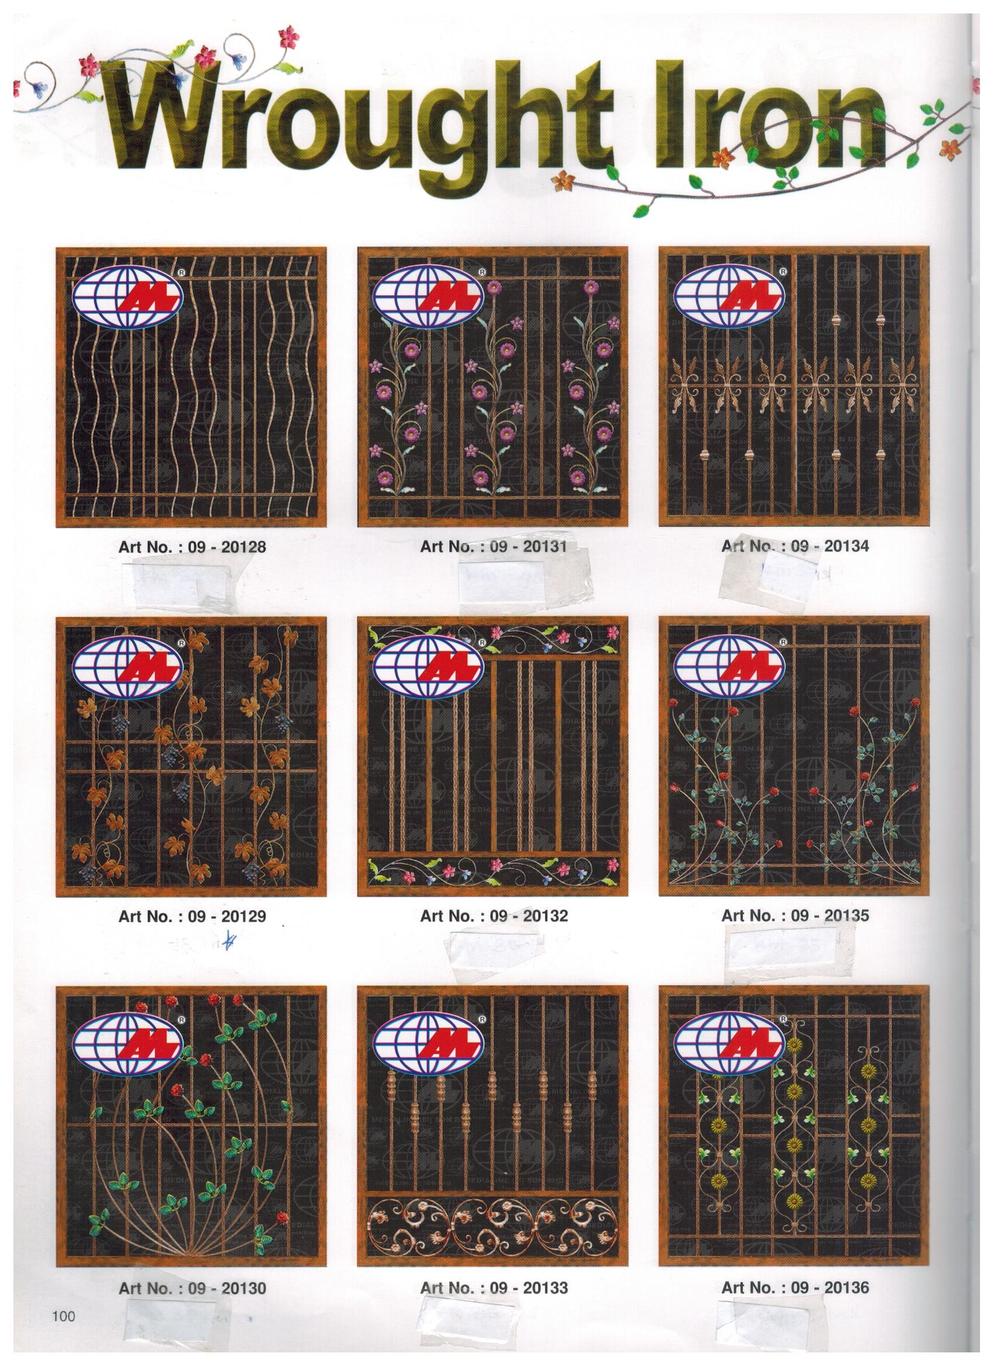 Wrought Iron
Art No. : 09 - 20128
Art No. : 09 - 20131
Art No. : 09 - 20134
Art No. : 09 - 20129
Art No. : 09 - 20132
Art No. : 09 - 20135
Art No. : 09 - 20130
Art No. : 09 - 20133
Art No. : 09 - 20136
100